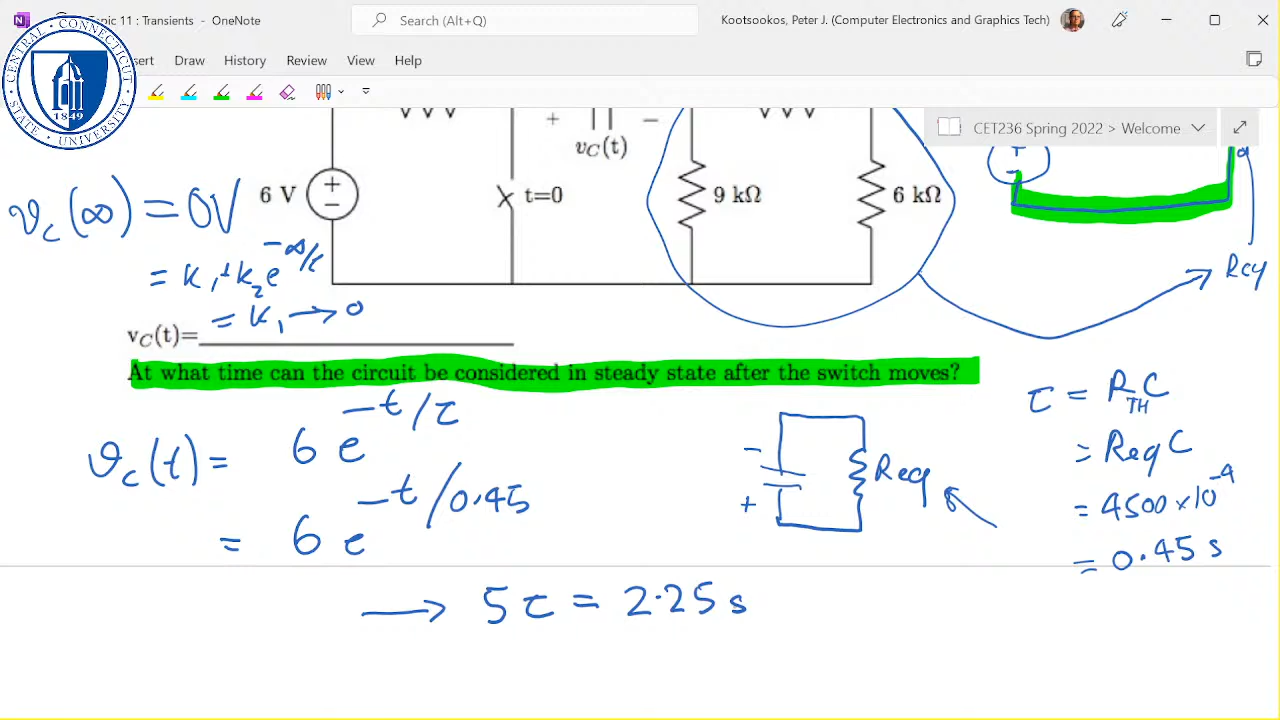 Topic 11 : Transients - OneNote
Search (Alt+Q)
Kootsookos, Peter J. (Computer Electronics and Graphics Tech)
CENTRAL CONNECTICUT STATE UNIVERSITY
1849
Draw History Review View Help
CET236 Spring 2022 > Welcome
+ −
vC(t)
+
−
6 V
+
−
t=0
9 kΩ
6 kΩ
vc(∞) = 0V
= k1+k2e^-∞/τ
= k1 → 0
Req
vC(t)=
At what time can the circuit be considered in steady state after the switch moves?
vc(t) = 6 e^-t/τ
= 6 e^-t/0.45
→ 5τ = 2.25 s
−
+
Req
τ = RTH C
= Req C
= 4500 × 10^-4
= 0.45 s